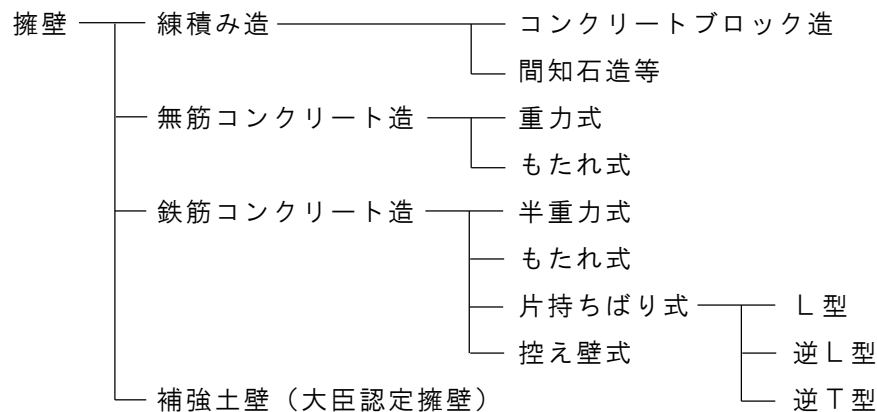 擁壁 練積み造 コンクリートブロック造
間知石造等
無筋コンクリート造 重力式
もたれ式
鉄筋コンクリート造 半重力式
もたれ式
片持ちばり式 L型
控え壁式 逆L型
補強土壁（大臣認定擁壁） 逆T型